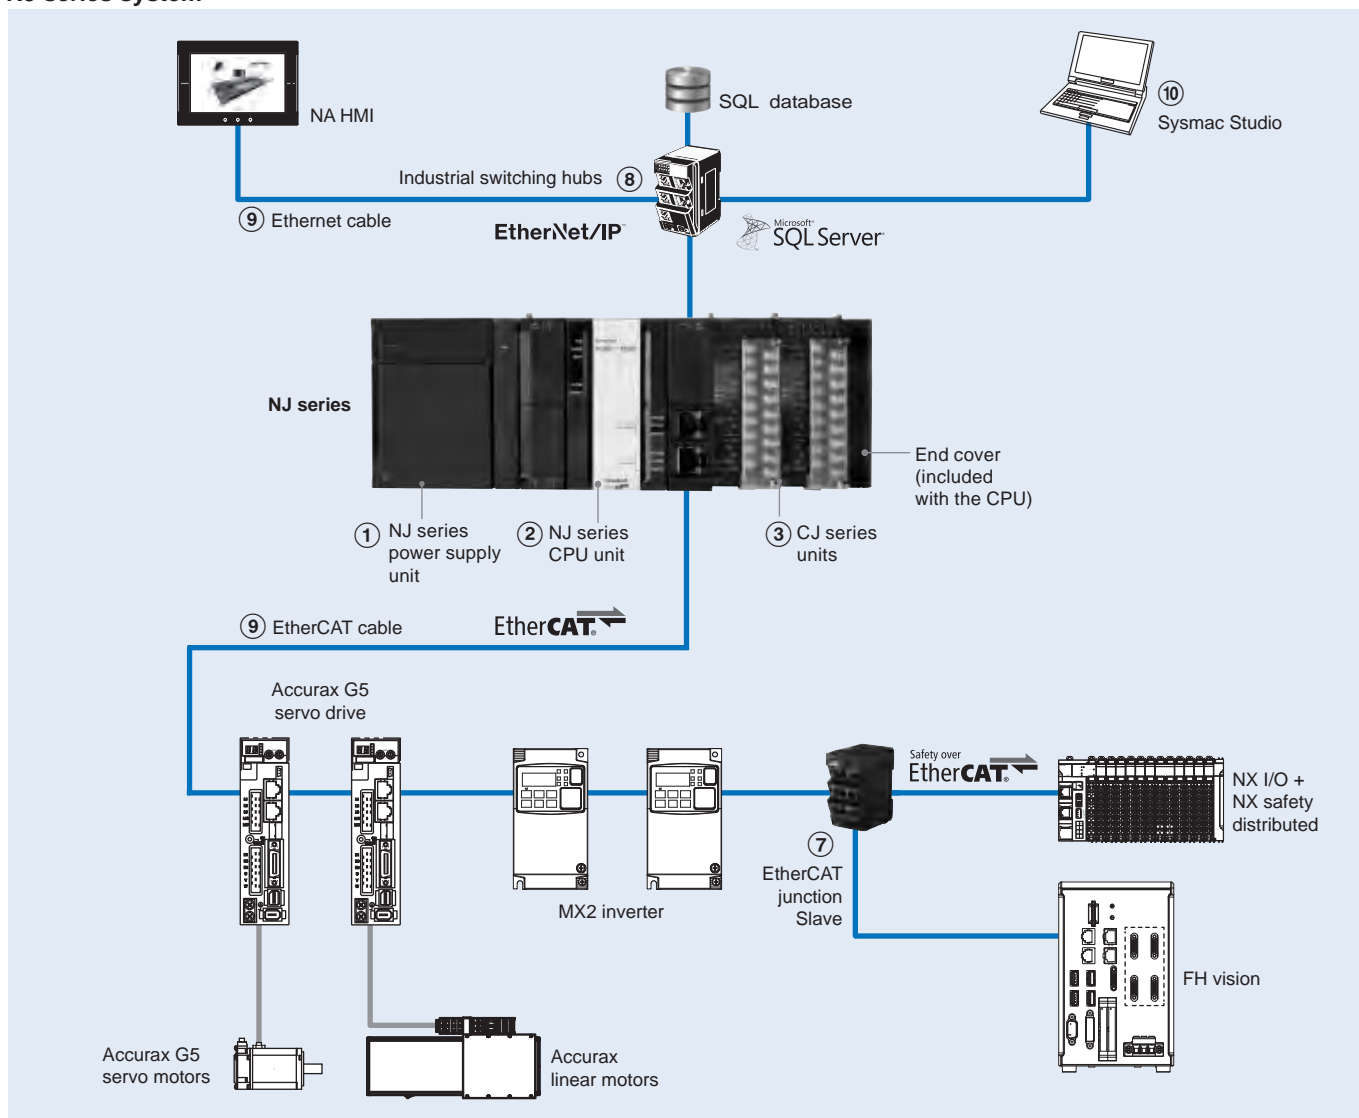 NA HMI
SQL database
⑩
Sysmac Studio
Industrial switching hubs ⑧
⑨ Ethernet cable
EtherNet/IP™
Microsoft®
SQL Server®
NJ series
End cover
(included
with the CPU)
① NJ series
power supply
unit
② NJ series
CPU unit
③ CJ series
units
⑨ EtherCAT cable
EtherCAT®
Accurax G5
servo drive
Safety over
EtherCAT®
NX I/O +
NX safety
distributed
⑦
EtherCAT
junction
Slave
MX2 inverter
FH vision
Accurax G5
servo motors
Accurax
linear motors